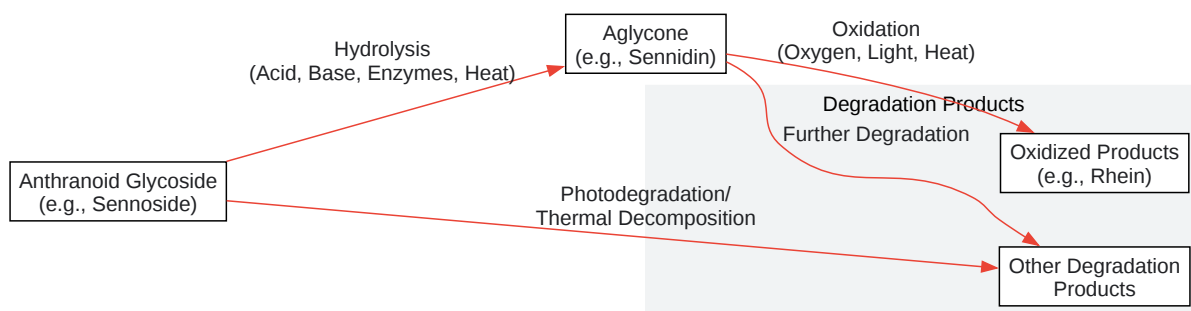 Hydrolysis
(Acid, Base, Enzymes, Heat)
Aglycone
(e.g., Sennidin)
Oxidation
(Oxygen, Light, Heat)
Degradation Products
Further Degradation
Oxidized Products
(e.g., Rhein)
Anthranoid Glycoside
(e.g., Sennoside)
Photodegradation/
Thermal Decomposition
Other Degradation
Products